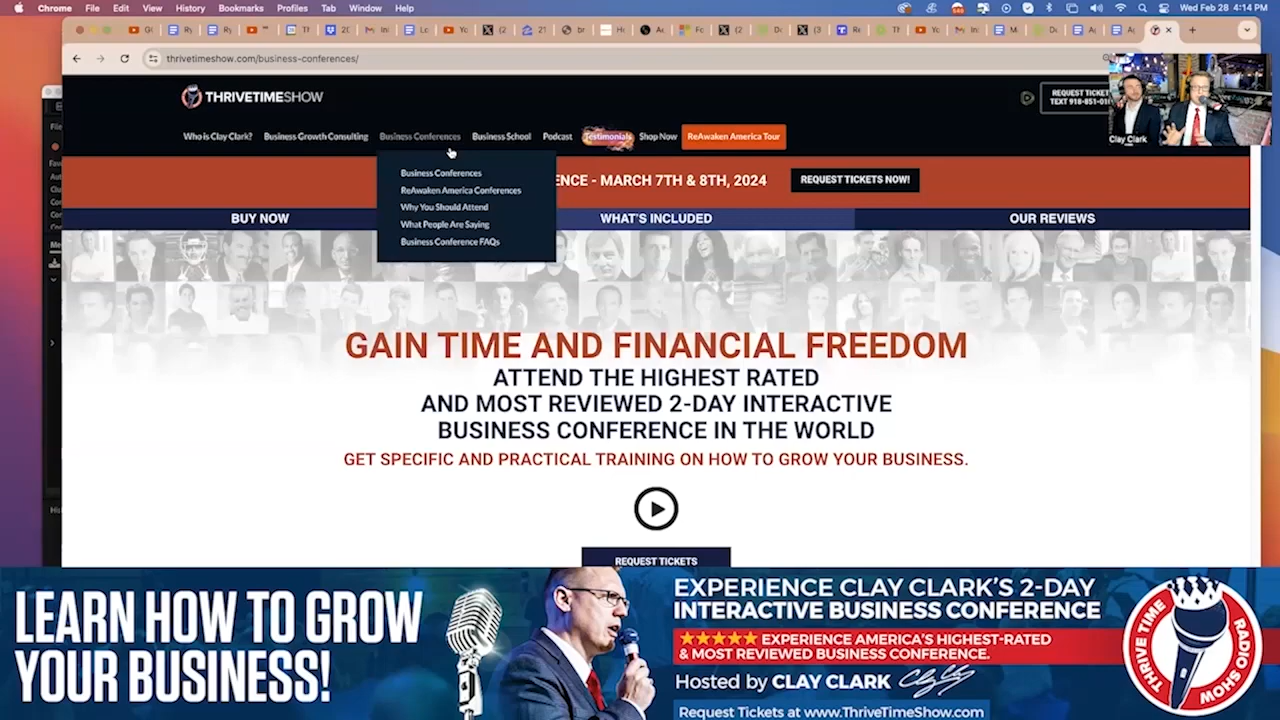 Chrome File Edit View History Bookmarks Profiles Tab Window Help
Wed Feb 28 4:14 PM
thrivetimeshow.com/business-conferences/
THRIVETIMESHOW
REQUEST TICKETS
TEXT 918-851-01
Clay Clark
Who is Clay Clark? Business Growth Consulting Business Conferences Business School Podcast Testimonials Shop Now ReAwaken America Tour
Business Conferences
ReAwaken America Conferences
Why You Should Attend
What People Are Saying
Business Conference FAQs
ENCE - MARCH 7TH & 8TH, 2024
REQUEST TICKETS NOW!
BUY NOW WHAT'S INCLUDED OUR REVIEWS
GAIN TIME AND FINANCIAL FREEDOM
ATTEND THE HIGHEST RATED
AND MOST REVIEWED 2-DAY INTERACTIVE
BUSINESS CONFERENCE IN THE WORLD
GET SPECIFIC AND PRACTICAL TRAINING ON HOW TO GROW YOUR BUSINESS.
REQUEST TICKETS
LEARN HOW TO GROW
YOUR BUSINESS!
EXPERIENCE CLAY CLARK'S 2-DAY
INTERACTIVE BUSINESS CONFERENCE
EXPERIENCE AMERICA'S HIGHEST-RATED
& MOST REVIEWED BUSINESS CONFERENCE.
Hosted by CLAY CLARK
Request Tickets at www.ThriveTimeShow.com
THRIVE TIME RADIO SHOW